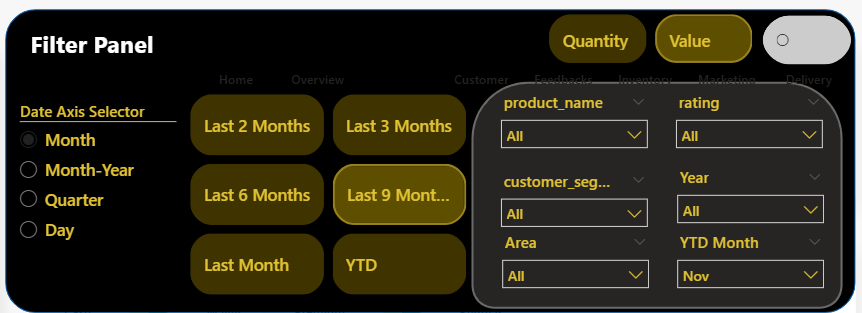 Filter Panel
Quantity
Value
Home Overview Customer Feedbacks Inventory Marketing Delivery
Date Axis Selector
Month
Month-Year
Quarter
Day
Last 2 Months
Last 3 Months
Last 6 Months
Last 9 Mont...
Last Month
YTD
product_name
All
rating
All
customer_seg...
All
Year
All
Area
All
YTD Month
Nov